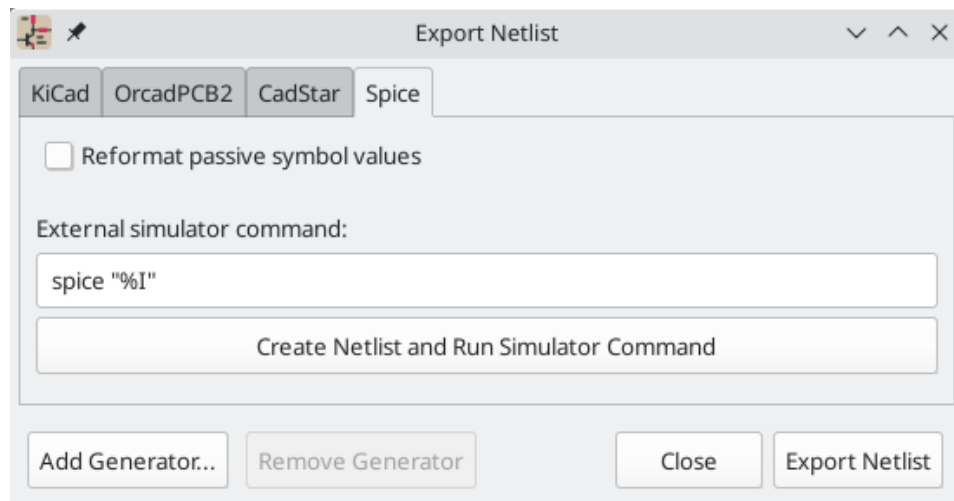 Export Netlist
KiCad OrcadPCB2 CadStar Spice
Reformat passive symbol values
External simulator command:
spice "%I"
Create Netlist and Run Simulator Command
Add Generator... Remove Generator Close Export Netlist